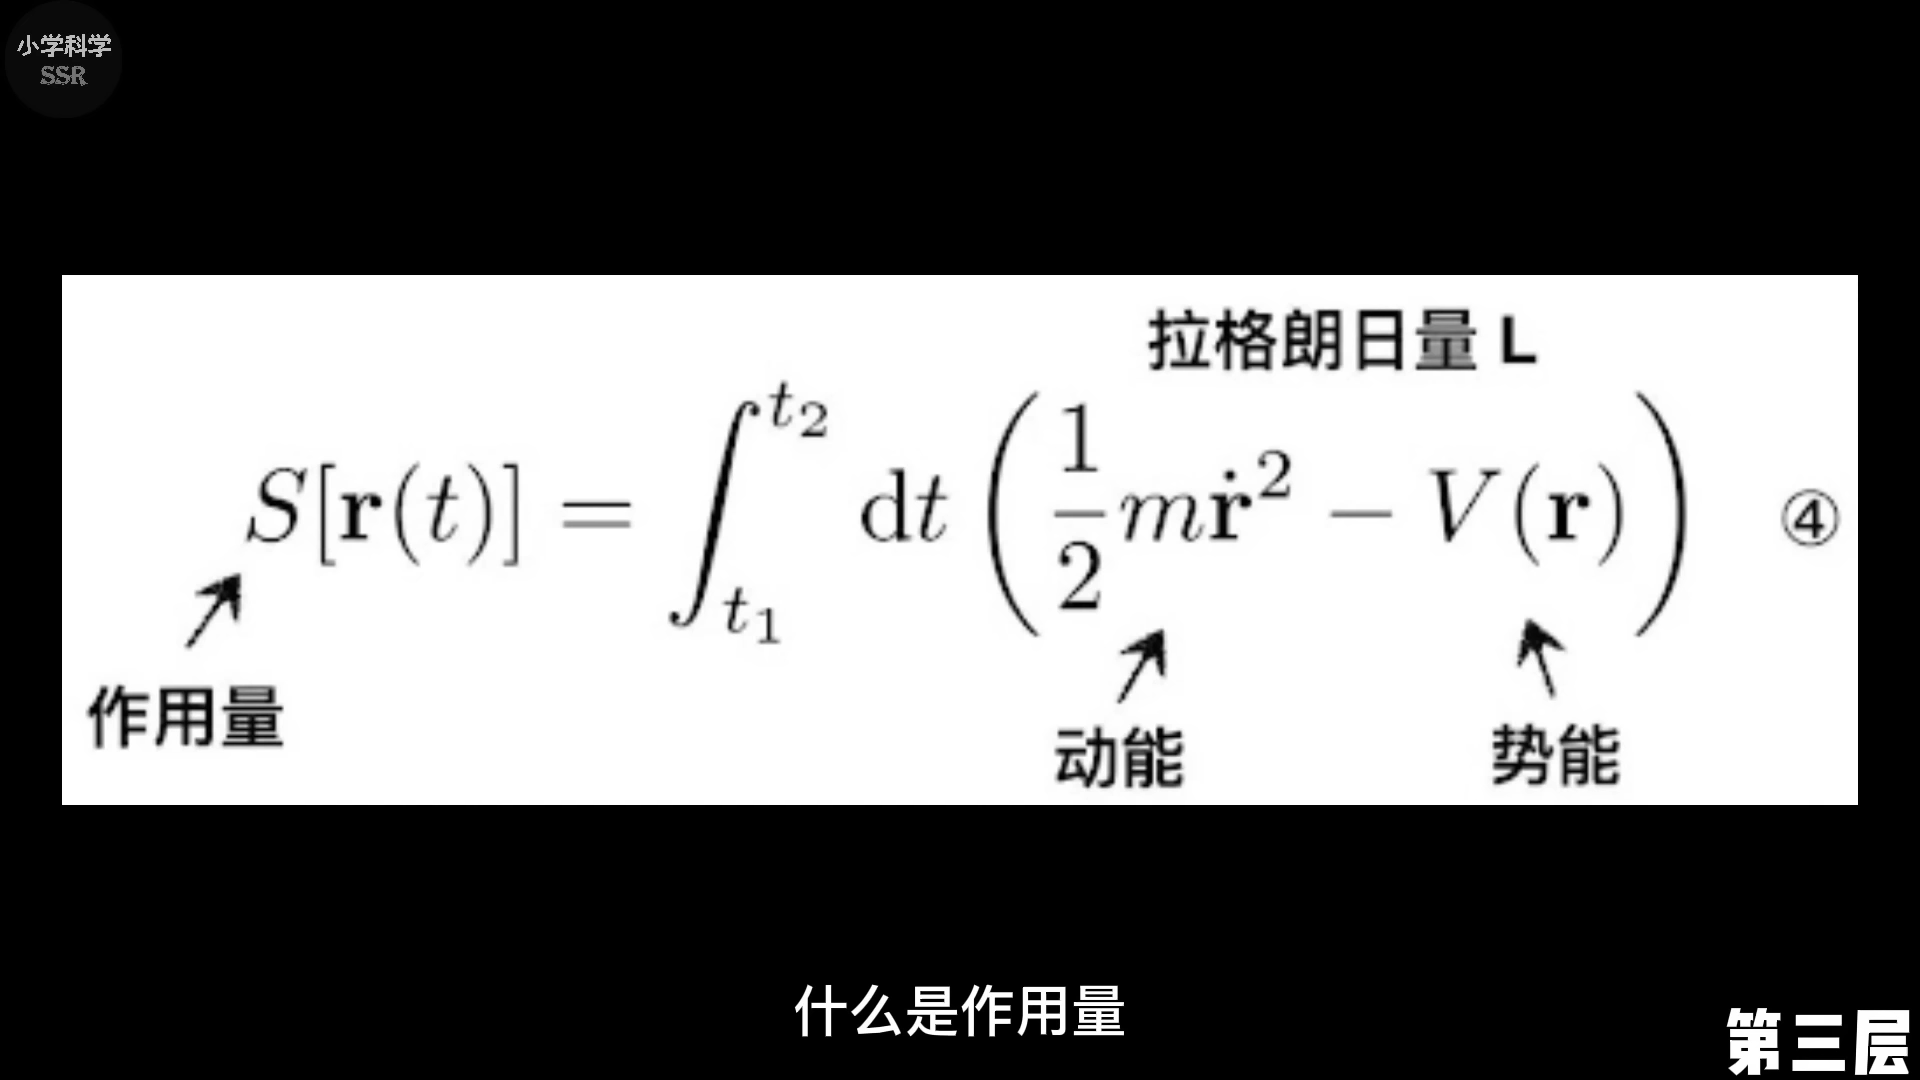 小学科学
SSR
拉格朗日量 L
S[r(t)] = ∫_{t_1}^{t_2} dt ( \frac{1}{2} mṙ² − V(r) ) ④
作用量
动能
势能
什么是作用量
第三层